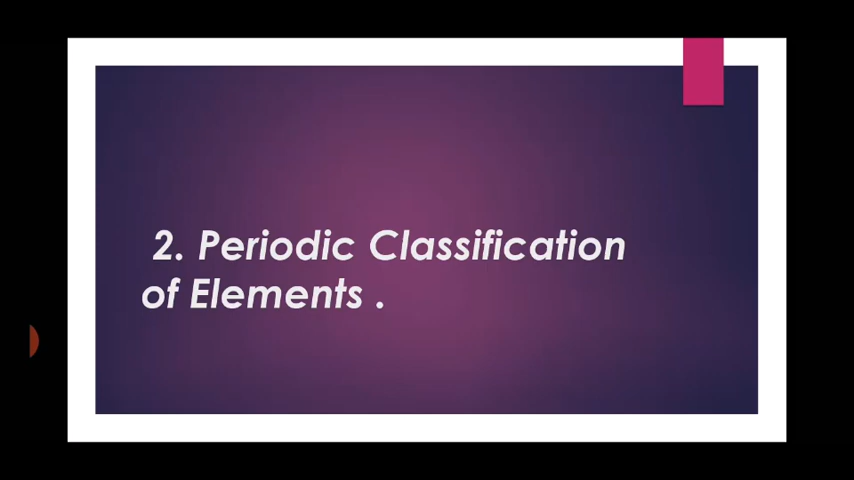 2. Periodic Classification
of Elements .